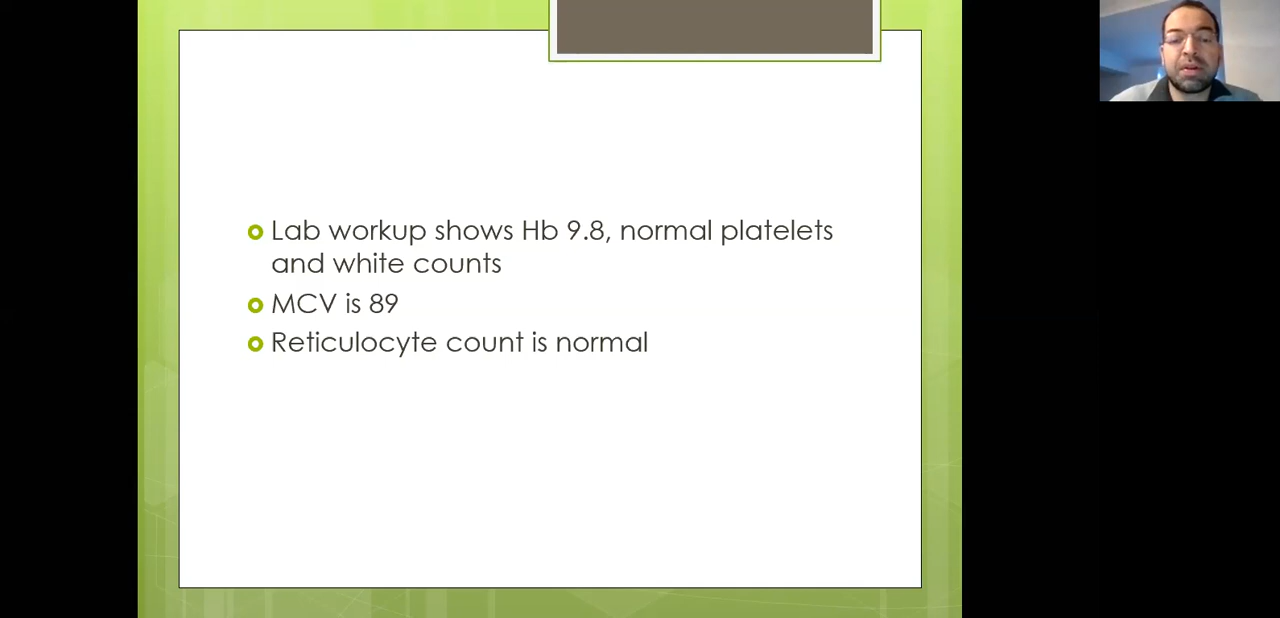 Lab workup shows Hb 9.8, normal platelets
and white counts
MCV is 89
Reticulocyte count is normal